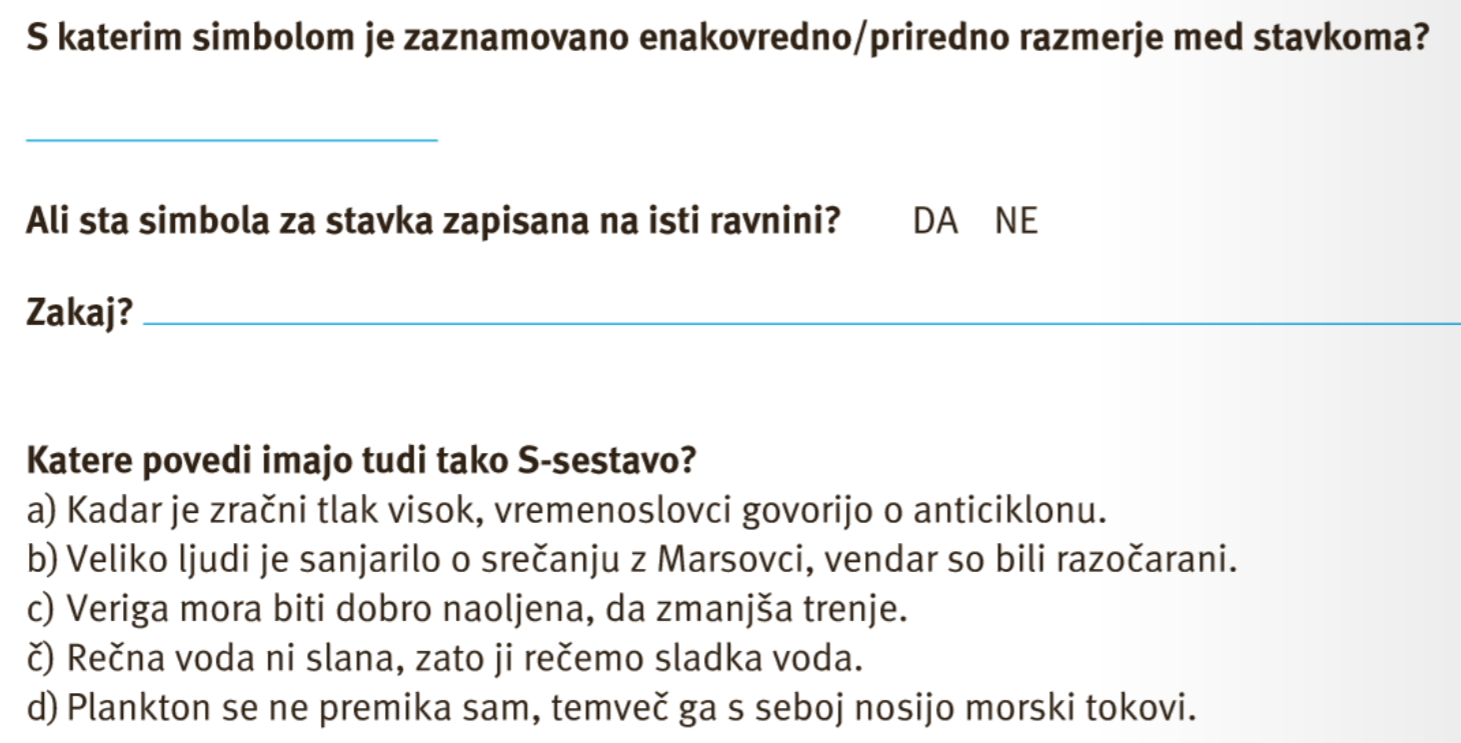 S katerim simbolom je zaznamovano enakovredno/priredno razmerje med stavkoma?
Ali sta simbola za stavka zapisana na isti ravnini? DA NE
Zakaj?
Katere povedi imajo tudi tako S-sestavo?
a) Kadar je zračni tlak visok, vremenoslovci govorijo o anticiklonu.
b) Veliko ljudi je sanjarilo o srečanju z Marsovci, vendar so bili razočarani.
c) Veriga mora biti dobro naoljena, da zmanjša trenje.
č) Rečna voda ni slana, zato ji rečemo sladka voda.
d) Plankton se ne premika sam, temveč ga s seboj nosijo morski tokovi.